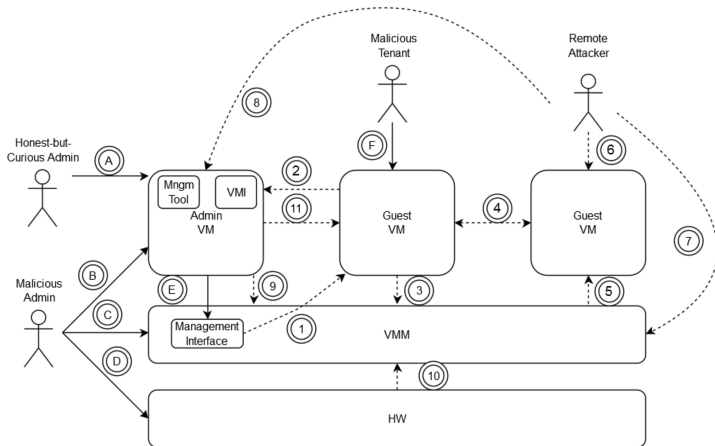 Malicious
Tenant
Remote
Attacker
8
Honest-but-
Curious Admin
A
F
6
Mngm
Tool
VMI
Admin
VM
2
11
Guest
VM
4
Guest
VM
7
Malicious
Admin
B
C
D
E
9
1
3
5
Management
Interface
VMM
10
HW